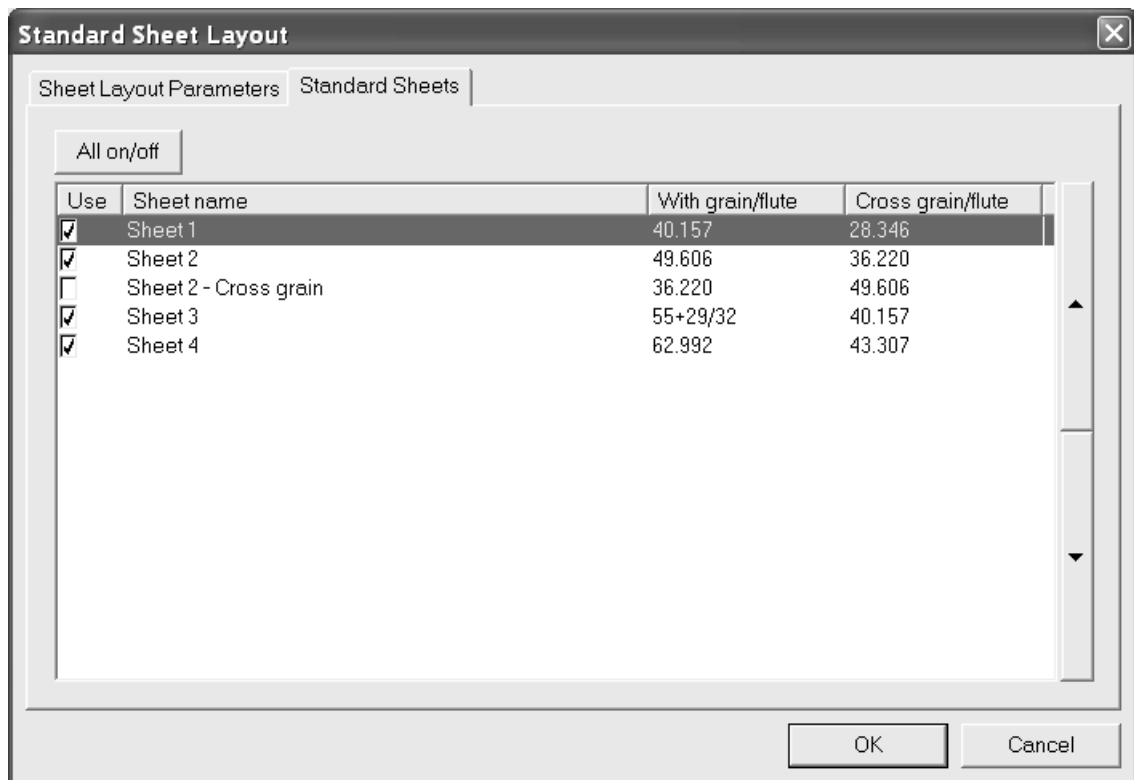 Standard Sheet Layout
Sheet Layout Parameters Standard Sheets
All on/off
Use Sheet name With grain/flute Cross grain/flute
Sheet 1 40.157 28.346
Sheet 2 49.606 36.220
Sheet 2 - Cross grain 36.220 49.606
Sheet 3 55+29/32 40.157
Sheet 4 62.992 43.307
OK Cancel